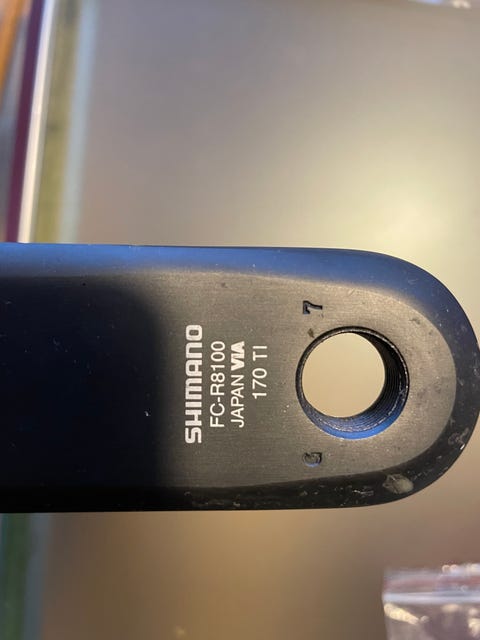 SHIMANO
FC-R8100
JAPAN VIA
170 TI
7
G